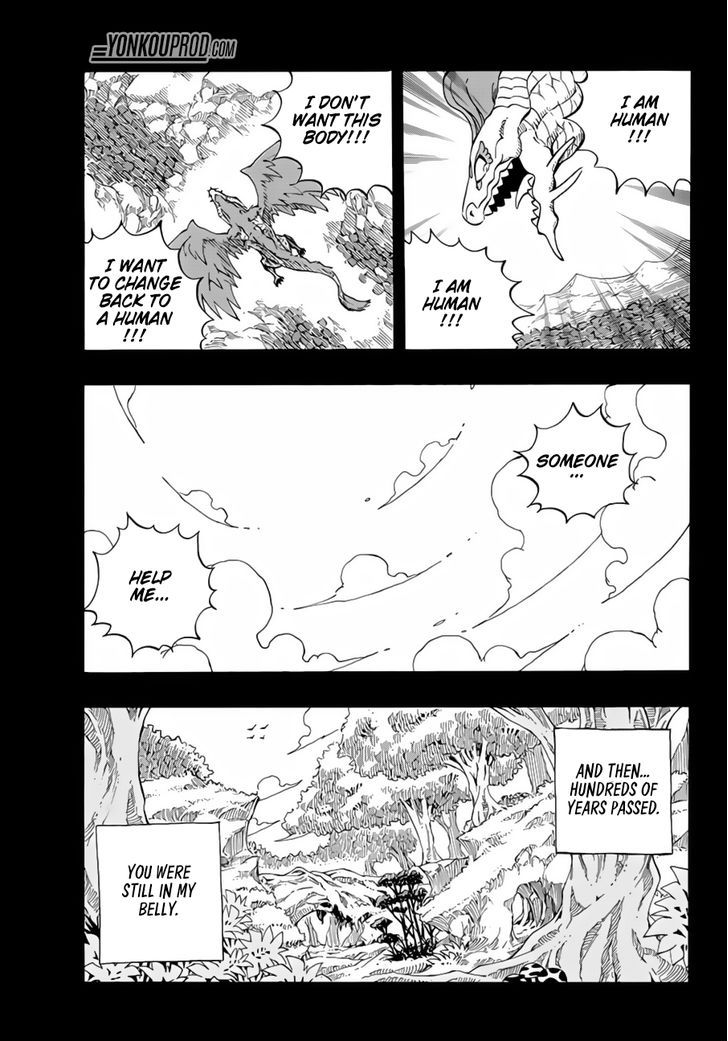 YONKOUPROD.COM
I AM
HUMAN
!!!
I AM
HUMAN
!!!
I DON'T
WANT THIS
BODY!!!
I WANT
TO CHANGE
BACK TO
A HUMAN
!!!
SOMEONE
...
HELP
ME...
AND THEN...
HUNDREDS OF
YEARS PASSED.
YOU WERE
STILL IN MY
BELLY.